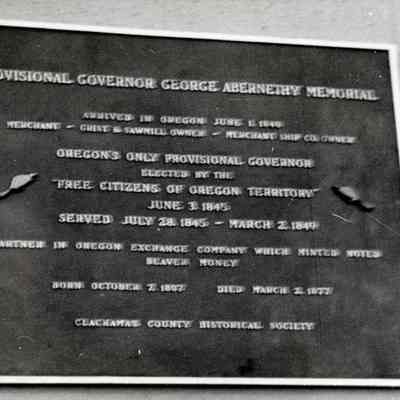 OVISIONAL GOVERNOR GEORGE ABERNETHY MEMORIAL
ARRIVED IN OREGON JUNE 1, 1840
MERCHANT - GRIST & SAWMILL OWNER - MERCHANT SHIP CO. OWNER
OREGON'S ONLY PROVISIONAL GOVERNOR
ELECTED BY THE
"FREE CITIZENS OF OREGON TERRITORY"
JUNE 3, 1845
SERVED JULY 28, 1845 - MARCH 2, 1849
ARTNER IN OREGON EXCHANGE COMPANY WHICH MINTED NOTED
BEAVER MONEY
BORN OCTOBER 7, 1807 DIED MARCH 2, 1877
CLACKAMAS COUNTY HISTORICAL SOCIETY